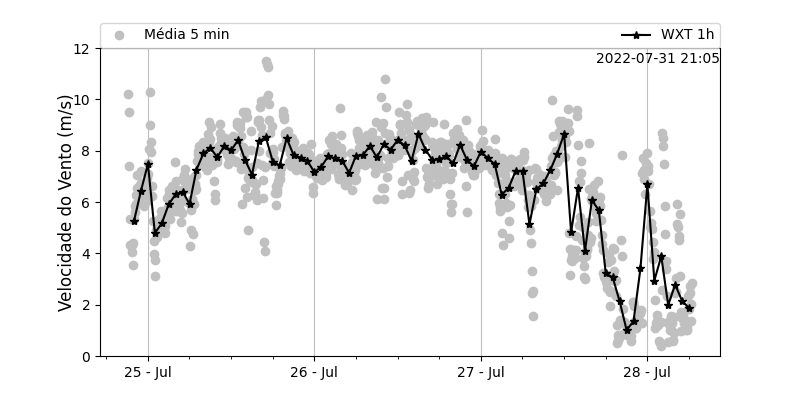 Média 5 min
WXT 1h
2022-07-31 21:05
Velocidade do Vento (m/s)
12
10
8
6
4
2
0
25 - Jul
26 - Jul
27 - Jul
28 - Jul